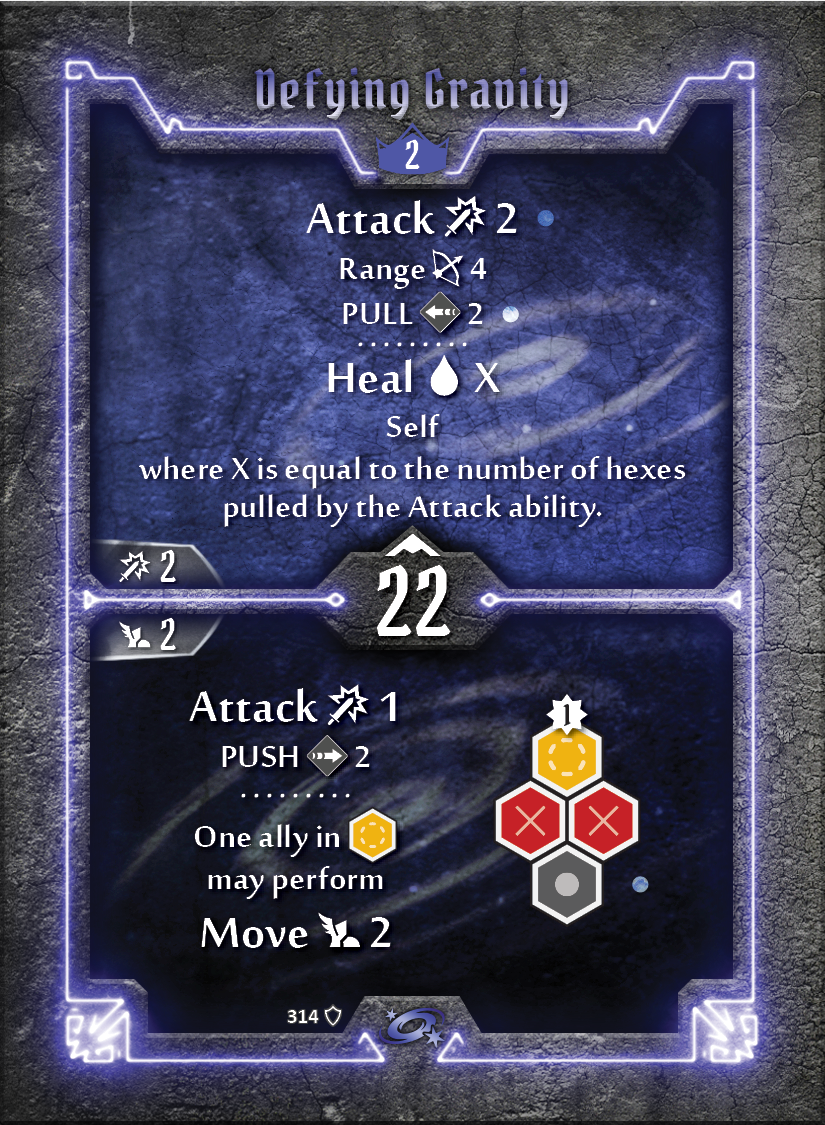 Defying Gravity
2
Attack 2
Range 4
PULL 2
Heal X
Self
where X is equal to the number of hexes
pulled by the Attack ability.
2
22
2
Attack 1
PUSH 2
One ally in
may perform
Move 2
1
314